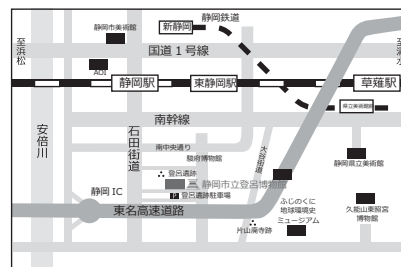 静岡鉄道
新静岡
静岡市美術館
至浜松
国道1号線
AOI
静岡駅
東静岡駅
草薙駅
県立美術館前
南幹線
安倍川
石田街道
南中央通り
駿府博物館
大谷街道
静岡県立美術館
登呂遺跡
静岡市立登呂博物館
静岡 IC
P 登呂遺跡駐車場
東名高速道路
ふじのくに
地球環境史
ミュージアム
久能山東照宮
博物館
片山廃寺跡